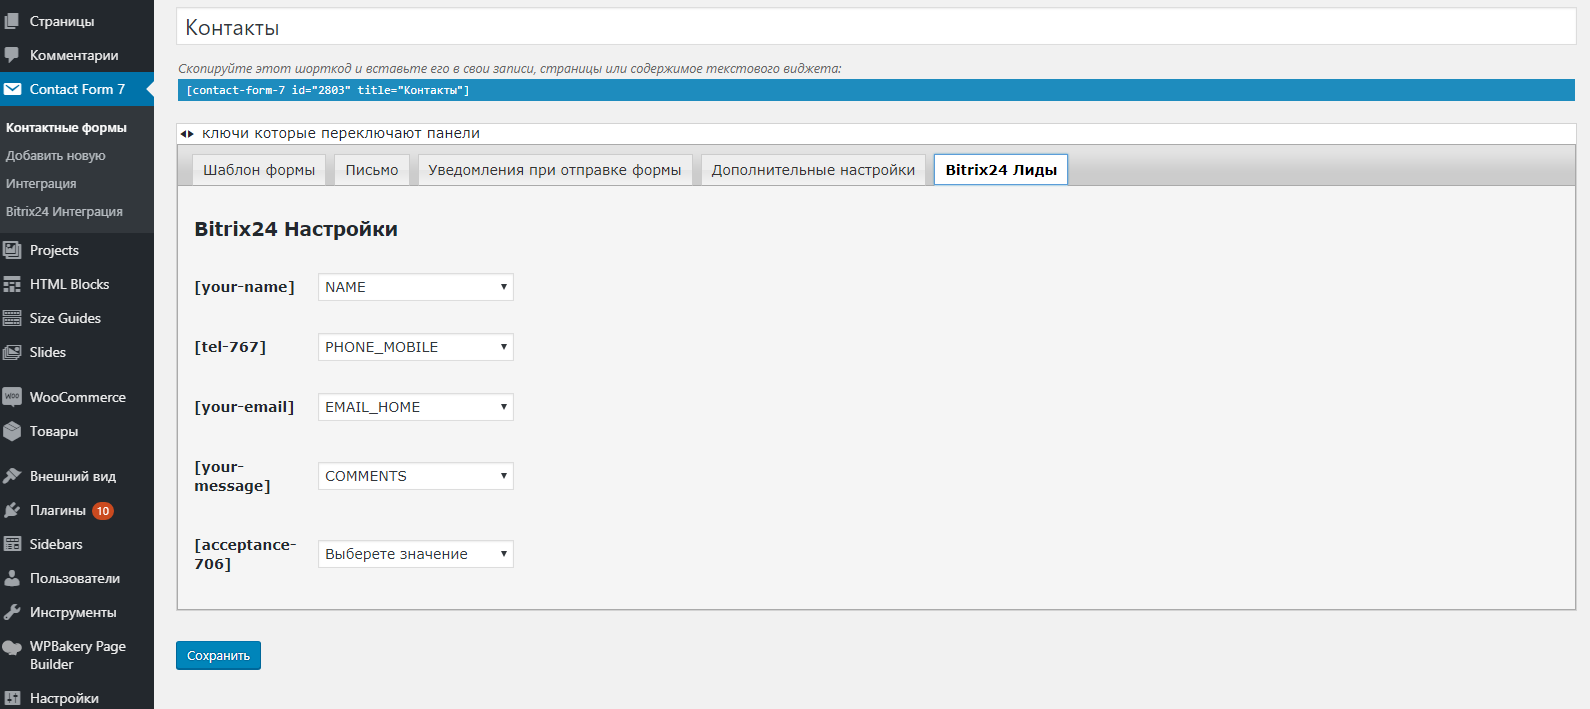 Страницы
Комментарии
Contact Form 7
Контактные формы
Добавить новую
Интеграция
Bitrix24 Интеграция
Projects
HTML Blocks
Size Guides
Slides
WooCommerce
Товары
Внешний вид
Плагины 10
Sidebars
Пользователи
Инструменты
WPBakery Page
Builder
Настройки
Контакты
Скопируйте этот шорткод и вставьте его в свои записи, страницы или содержимое текстового виджета:
[contact-form-7 id="2803" title="Контакты"]
ключи которые переключают панели
Шаблон формы Письмо Уведомления при отправке формы Дополнительные настройки Bitrix24 Лиды
Bitrix24 Настройки
[your-name] NAME
[tel-767] PHONE_MOBILE
[your-email] EMAIL_HOME
[your-
message] COMMENTS
[acceptance-
706] Выберете значение
Сохранить